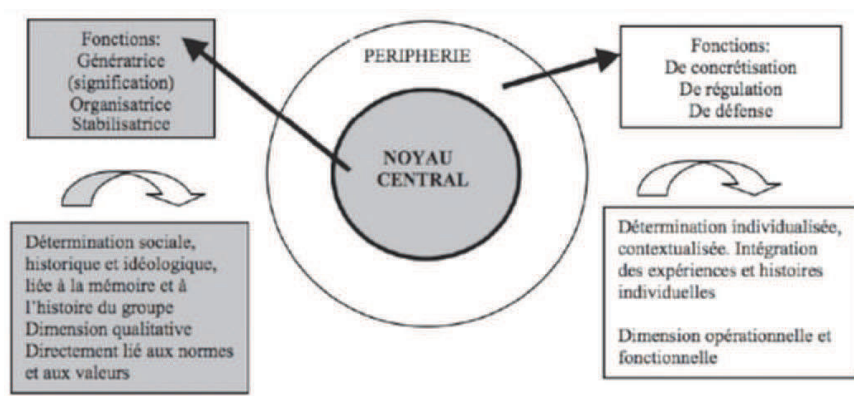 Fonctions:
Génératrice
(signification)
Organisatrice
Stabilisatrice
PERIPHERIE
NOYAU
CENTRAL
Fonctions:
De concrétisation
De régulation
De défense
Détermination sociale,
historique et idéologique,
liée à la mémoire et à
l'histoire du groupe
Dimension qualitative
Directement lié aux normes
et aux valeurs
Détermination individualisée,
contextualisée. Intégration
des expériences et histoires
individuelles
Dimension opérationnelle et
fonctionnelle